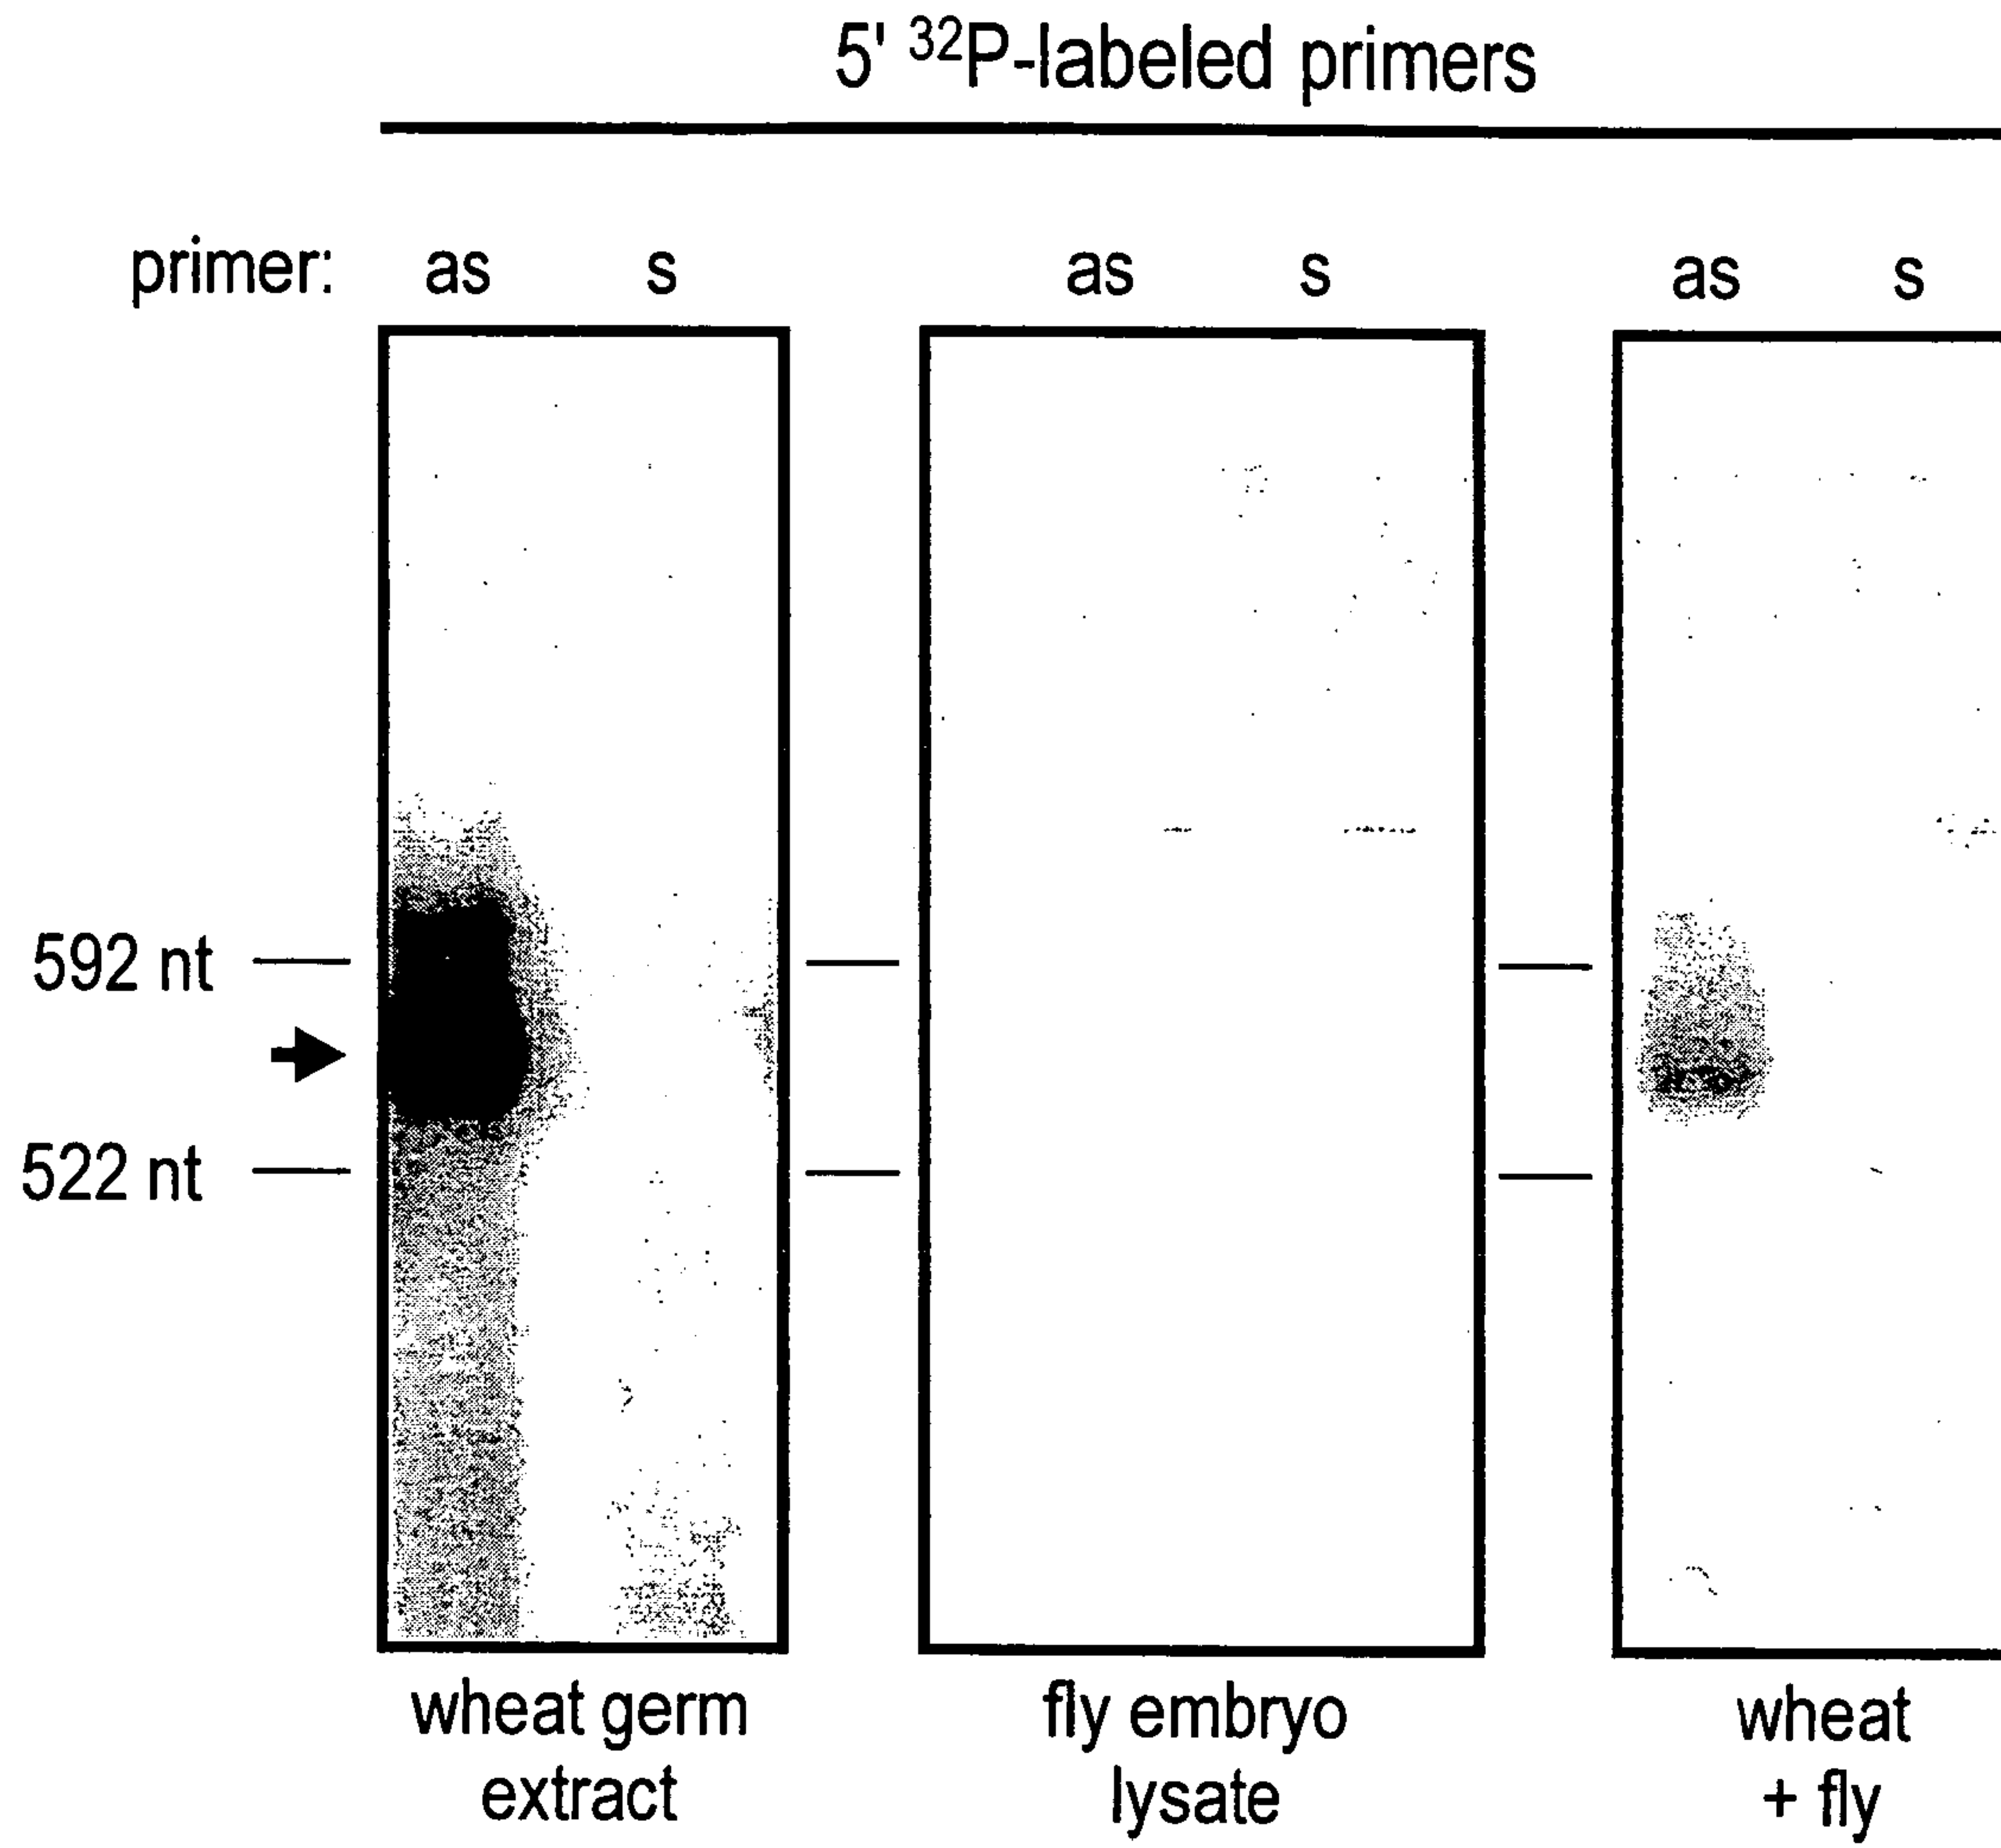 5' ³²P-labeled primers
primer: as s as s as s
592 nt
522 nt
wheat germ extract
fly embryo lysate
wheat + fly